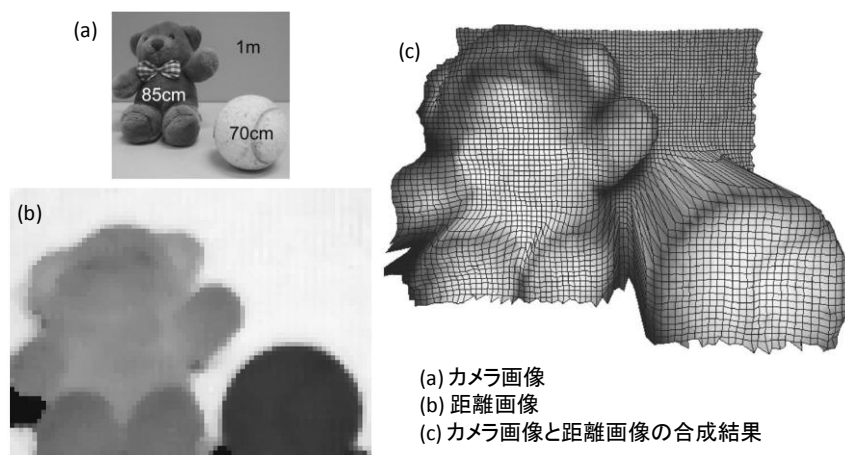 (a)
1m
85cm
70cm
(b)
(c)
(a) カメラ画像
(b) 距離画像
(c) カメラ画像と距離画像の合成結果